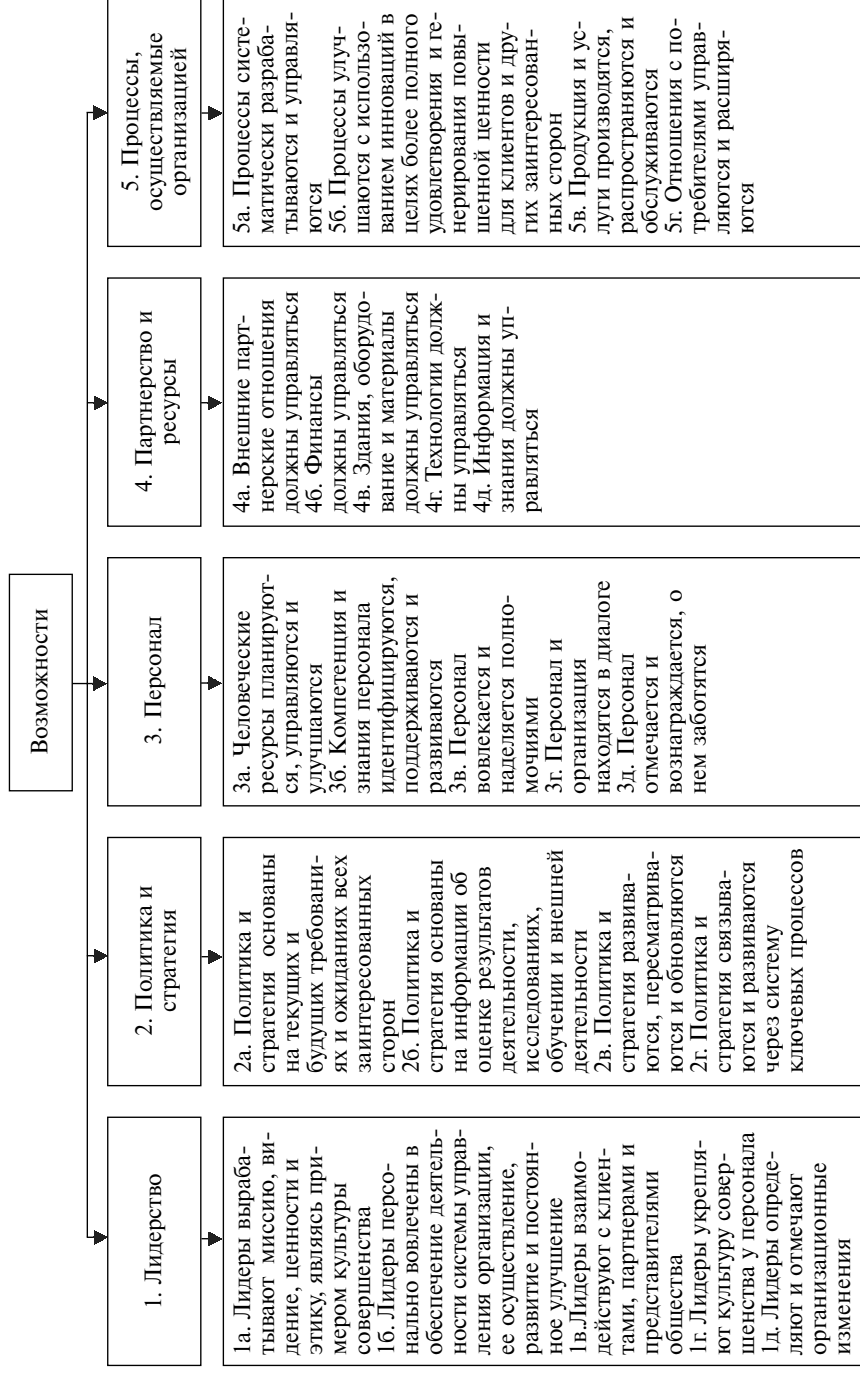 Возможности
1. Лидерство
1а. Лидеры выраба-
тывают миссию, ви-
дение, ценности и
этику, являясь при-
мером культуры
совершенства
1б. Лидеры персо-
нально вовлечены в
обеспечение деятель-
ности системы управ-
ления организации,
ее осуществление,
развитие и постоян-
ное улучшение
1в.Лидеры взаимо-
действуют с клиен-
тами, партнерами и
представителями
общества
1г. Лидеры укрепля-
ют культуру совер-
шенства у персонала
1д. Лидеры опреде-
ляют и отмечают
организационные
изменения
2. Политика и
стратегия
2а. Политика и
стратегия основаны
на текущих и
будущих требовани-
ях и ожиданиях всех
заинтересованных
сторон
2б. Политика и
стратегия основаны
на информации об
оценке результатов
деятельности,
исследованиях,
обучении и внешней
деятельности
2в. Политика и
стратегия развива-
ются, пересматрива-
ются и обновляются
2г. Политика и
стратегия связыва-
ются и развиваются
через систему
ключевых процессов
3. Персонал
3а. Человеческие
ресурсы планируют-
ся, управляются и
улучшаются
3б. Компетенция и
знания персонала
идентифицируются,
поддерживаются и
развиваются
3в. Персонал
вовлекается и
наделяется полно-
мочиями
3г. Персонал и
организация
находятся в диалоге
3д. Персонал
отмечается и
вознаграждается, о
нем заботятся
4. Партнерство и
ресурсы
4а. Внешние парт-
нерские отношения
должны управляться
4б. Финансы
должны управляться
4в. Здания, оборудо-
вание и материалы
должны управляться
4г. Технологии долж-
ны управляться
4д. Информация и
знания должны уп-
равляться
5. Процессы,
осуществляемые
организацией
5а. Процессы систе-
матически разраба-
тываются и управля-
ются
5б. Процессы улуч-
шаются с использо-
ванием инноваций в
целях более полного
удовлетворения и ге-
нерирования повы-
шенной ценности
для клиентов и дру-
гих заинтересован-
ных сторон
5в. Продукция и ус-
луги производятся,
распространяются и
обслуживаются
5г. Отношения с по-
требителями управ-
ляются и расширя-
ются